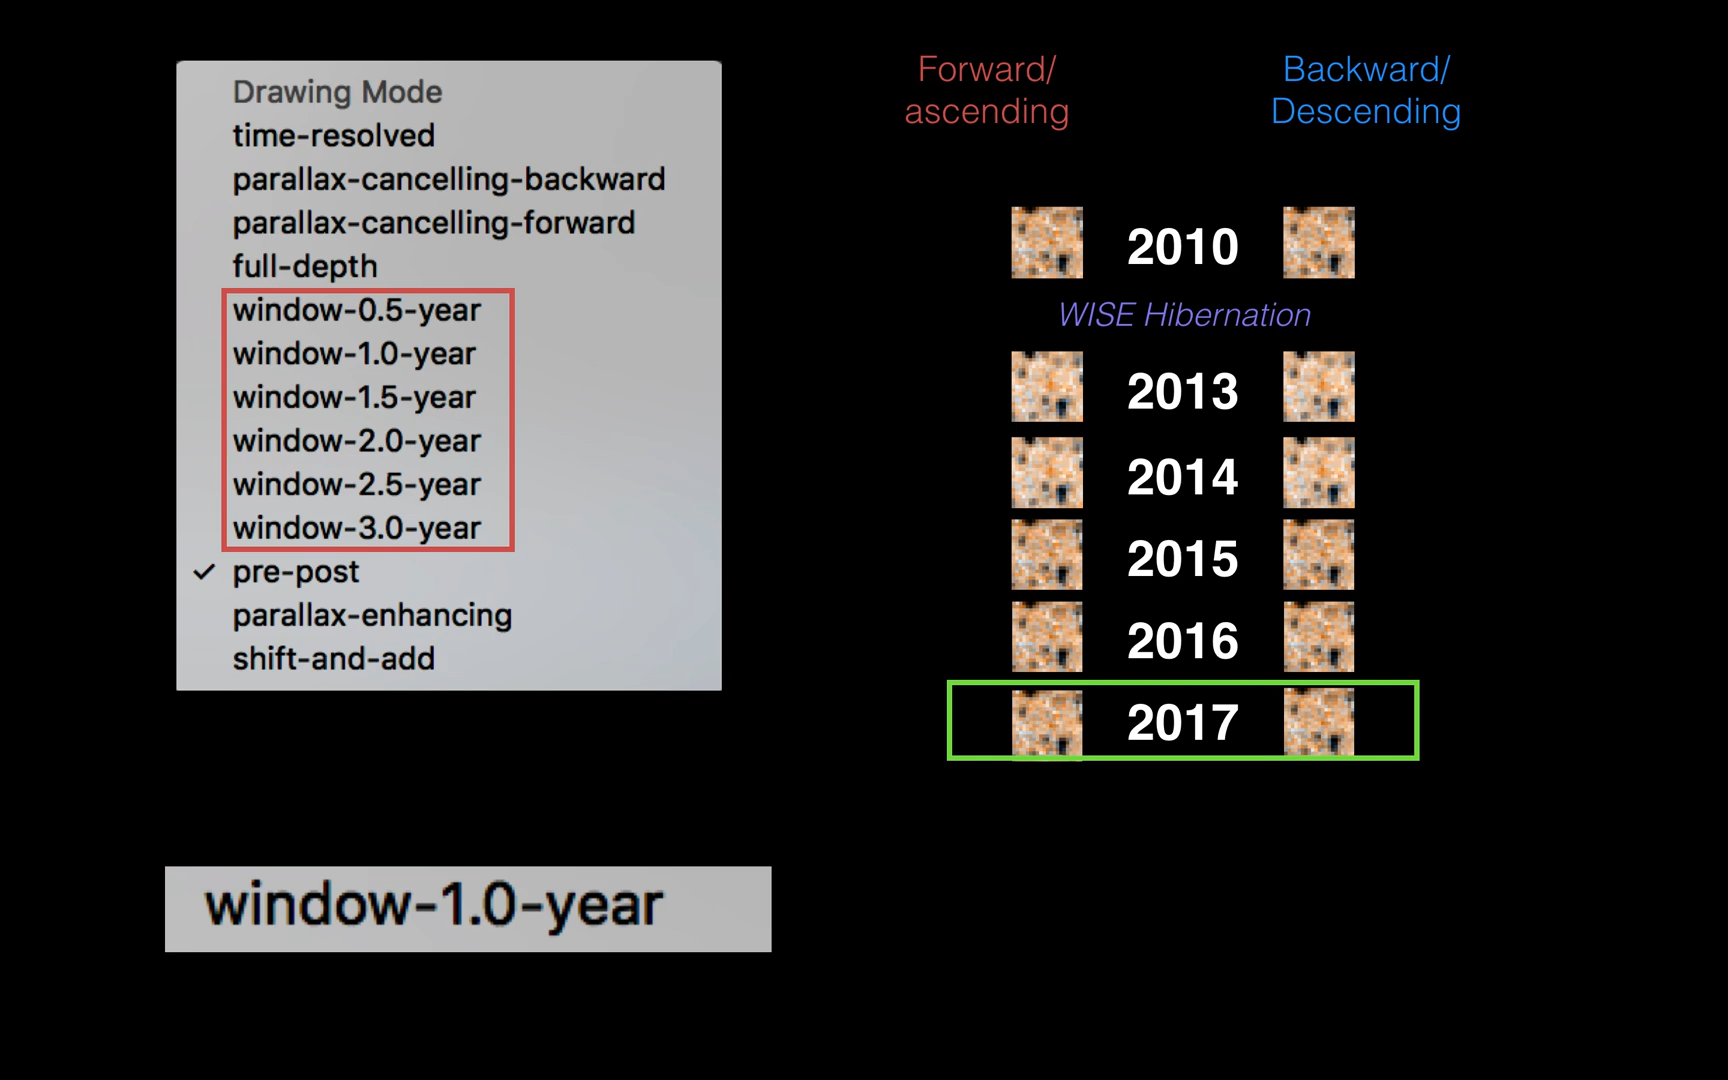 Drawing Mode
time-resolved
parallax-cancelling-backward
parallax-cancelling-forward
full-depth
window-0.5-year
window-1.0-year
window-1.5-year
window-2.0-year
window-2.5-year
window-3.0-year
✓ pre-post
parallax-enhancing
shift-and-add
window-1.0-year
Forward/
ascending
Backward/
Descending
2010
WISE Hibernation
2013
2014
2015
2016
2017